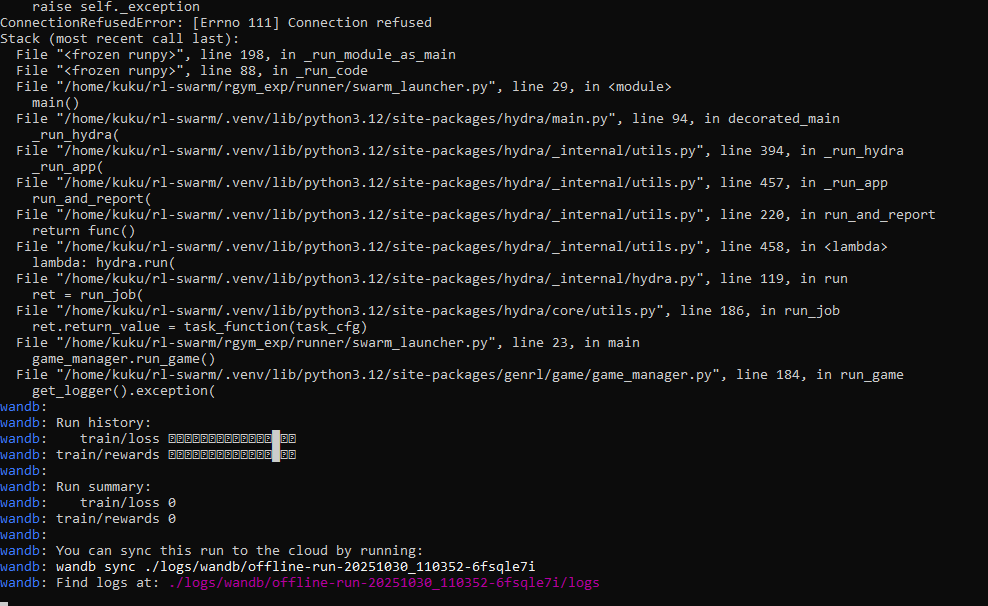 raise self._exception
ConnectionRefusedError: [Errno 111] Connection refused
Stack (most recent call last):
File "<frozen runpy>", line 198, in _run_module_as_main
File "<frozen runpy>", line 88, in _run_code
File "/home/kuku/rl-swarm/rgym_exp/runner/swarm_launcher.py", line 29, in <module>
main()
File "/home/kuku/rl-swarm/.venv/lib/python3.12/site-packages/hydra/main.py", line 94, in decorated_main
_run_hydra(
File "/home/kuku/rl-swarm/.venv/lib/python3.12/site-packages/hydra/_internal/utils.py", line 394, in _run_hydra
_run_app(
File "/home/kuku/rl-swarm/.venv/lib/python3.12/site-packages/hydra/_internal/utils.py", line 457, in _run_app
run_and_report(
File "/home/kuku/rl-swarm/.venv/lib/python3.12/site-packages/hydra/_internal/utils.py", line 220, in run_and_report
return func()
File "/home/kuku/rl-swarm/.venv/lib/python3.12/site-packages/hydra/_internal/utils.py", line 458, in <lambda>
lambda: hydra.run(
File "/home/kuku/rl-swarm/.venv/lib/python3.12/site-packages/hydra/_internal/hydra.py", line 119, in run
ret = run_job(
File "/home/kuku/rl-swarm/.venv/lib/python3.12/site-packages/hydra/core/utils.py", line 186, in run_job
ret.return_value = task_function(task_cfg)
File "/home/kuku/rl-swarm/rgym_exp/runner/swarm_launcher.py", line 23, in main
game_manager.run_game()
File "/home/kuku/rl-swarm/.venv/lib/python3.12/site-packages/genrl/game/game_manager.py", line 184, in run_game
get_logger().exception(
wandb:
wandb: Run history:
wandb: train/loss
wandb: train/rewards
wandb:
wandb: Run summary:
wandb: train/loss 0
wandb: train/rewards 0
wandb:
wandb: You can sync this run to the cloud by running:
wandb: wandb sync ./logs/wandb/offline-run-20251030_110352-6fsqle7i
wandb: Find logs at: ./logs/wandb/offline-run-20251030_110352-6fsqle7i/logs